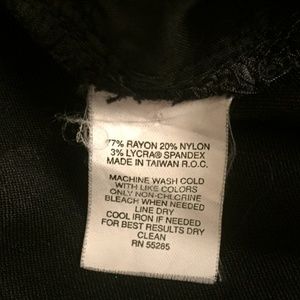 77% RAYON 20% NYLON
3% LYCRA® SPANDEX
MADE IN TAIWAN R.O.C.
MACHINE WASH COLD
WITH LIKE COLORS
ONLY NON-CHLORINE
BLEACH WHEN NEEDED
LINE DRY
COOL IRON IF NEEDED
FOR BEST RESULTS DRY
CLEAN
RN 55285